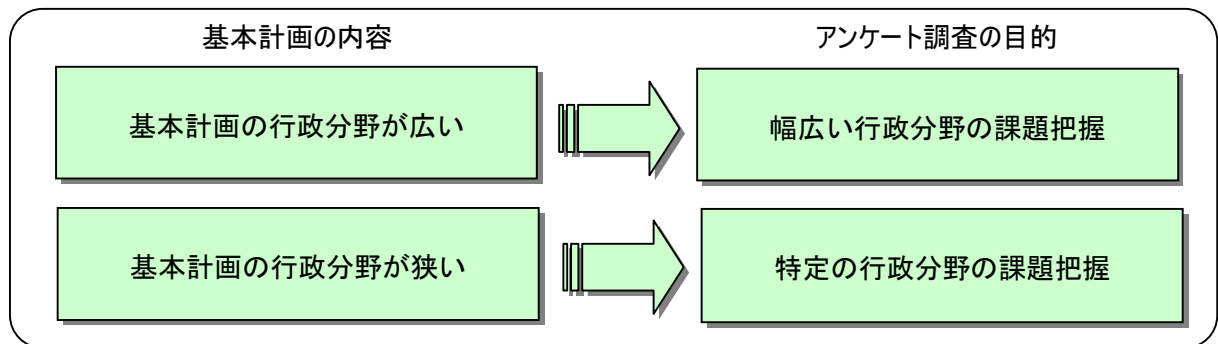 基本計画の内容
アンケート調査の目的
基本計画の行政分野が広い
幅広い行政分野の課題把握
基本計画の行政分野が狭い
特定の行政分野の課題把握